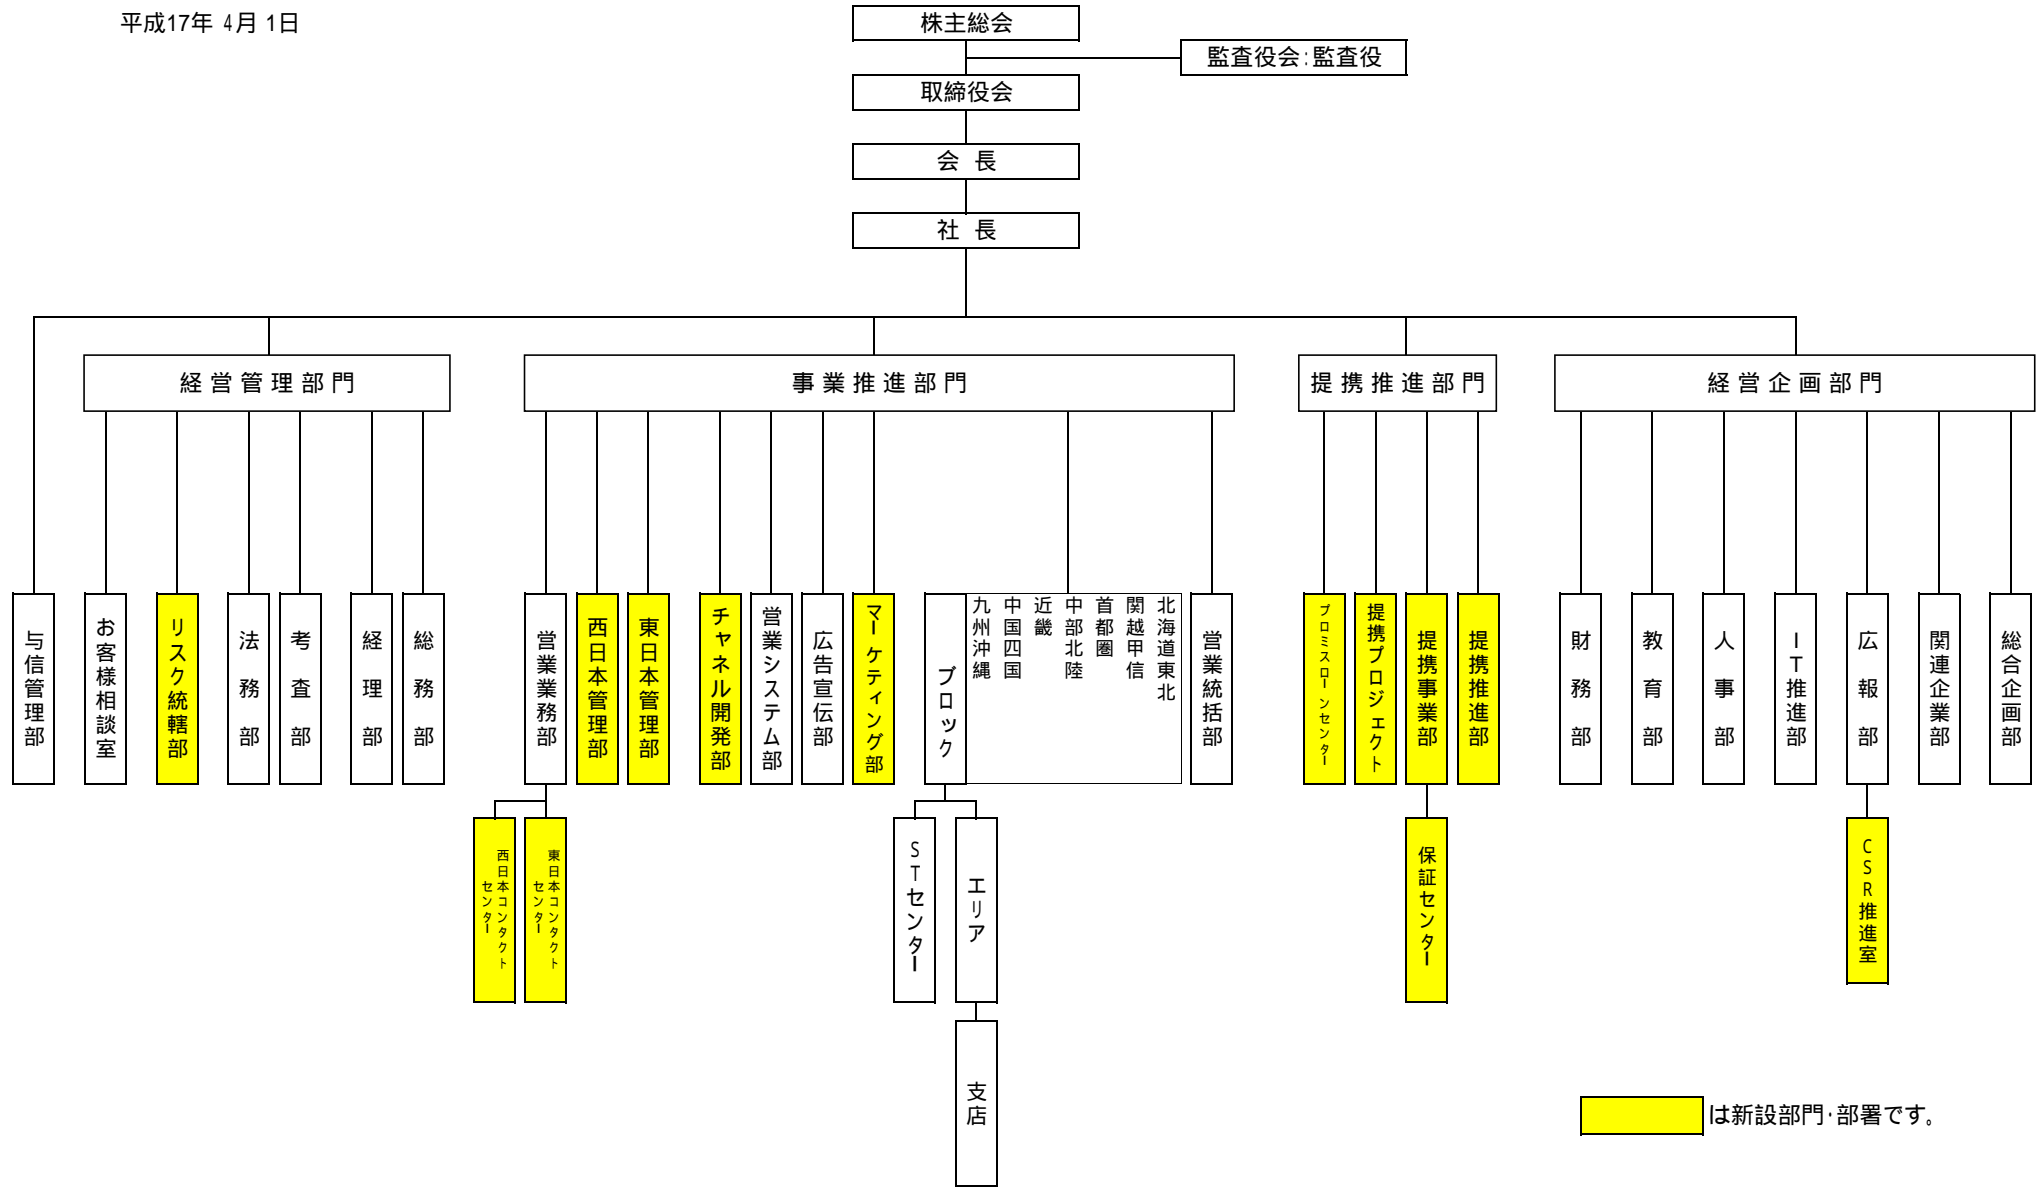 平成17年 4月 1日
株主総会
監査役会：監査役
取締役会
会 長
社 長
経営管理部門
事業推進部門
提携推進部門
経営企画部門
与信管理部
お客様相談室
リスク統轄部
法務部
考査部
経理部
総務部
営業業務部
西日本管理部
東日本管理部
チャネル開発部
営業システム部
広告宣伝部
マーケティング部
ブロック
九州沖縄
中国四国
近畿
中部北陸
首都圏
関越甲信
北海道東北
営業統括部
プロミスローンセンター
提携プロジェクト
提携事業部
提携推進部
財務部
教育部
人事部
IT推進部
広報部
関連企業部
総合企画部
西日本コンタクト
センター
東日本コンタクト
センター
STセンター
エリア
保証センター
CSR推進室
支店
は新設部門・部署です。